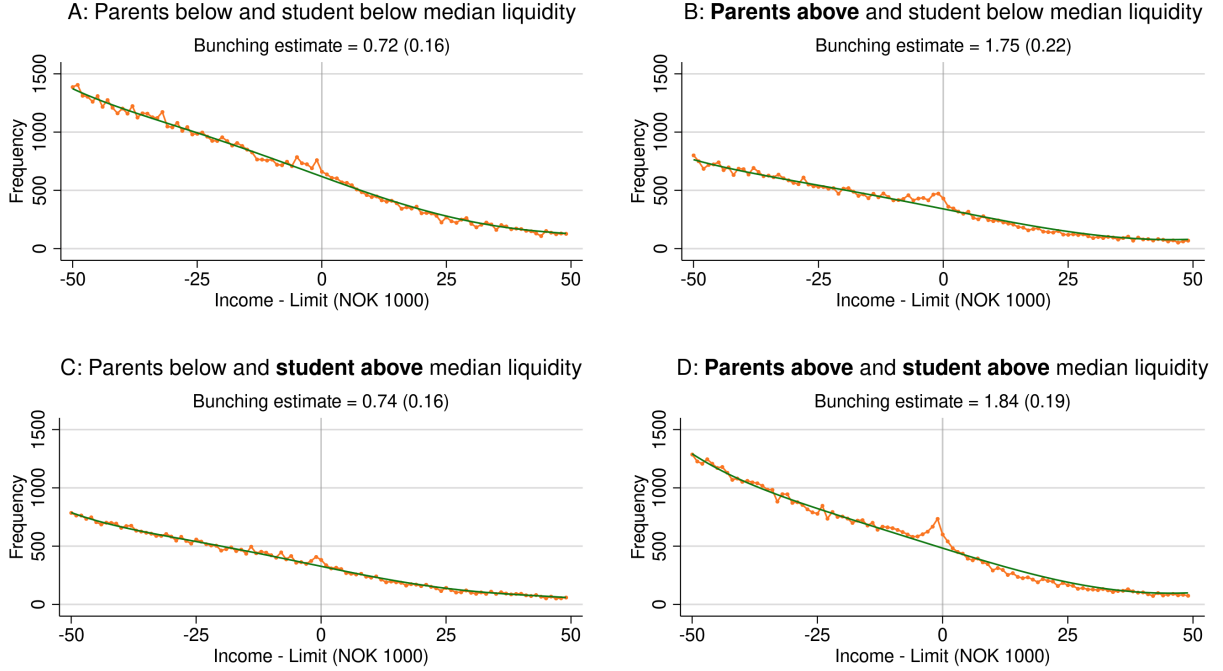 A: Parents below and student below median liquidity
Bunching estimate = 0.72 (0.16)
1500
1000
500
0
Frequency
-50 -25 0 25 50
Income - Limit (NOK 1000)
B: Parents above and student below median liquidity
Bunching estimate = 1.75 (0.22)
1500
1000
500
0
Frequency
-50 -25 0 25 50
Income - Limit (NOK 1000)
C: Parents below and student above median liquidity
Bunching estimate = 0.74 (0.16)
1500
1000
500
0
Frequency
-50 -25 0 25 50
Income - Limit (NOK 1000)
D: Parents above and student above median liquidity
Bunching estimate = 1.84 (0.19)
1500
1000
500
0
Frequency
-50 -25 0 25 50
Income - Limit (NOK 1000)